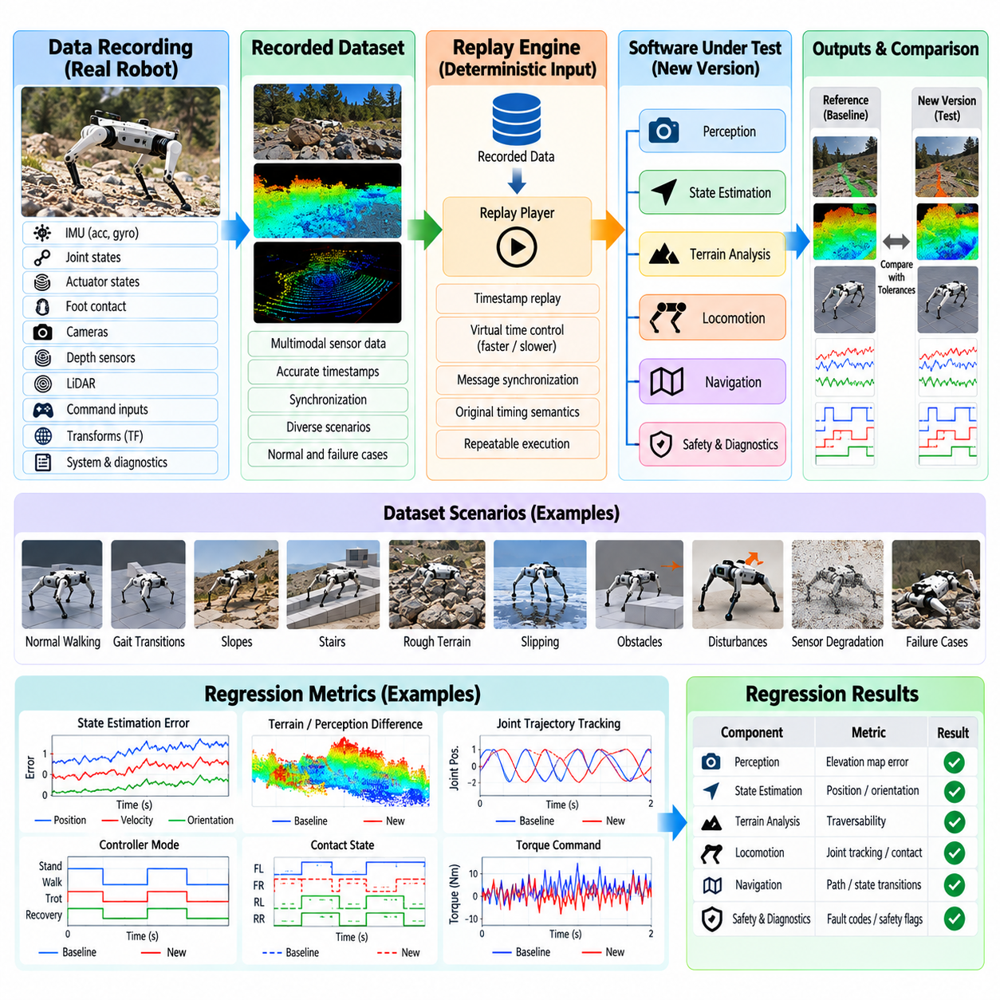 Data Recording
(Real Robot)
IMU (acc, gyro)
Joint states
Actuator states
Foot contact
Cameras
Depth sensors
LiDAR
Command inputs
Transforms (TF)
System & diagnostics
Recorded Dataset
Multimodal sensor data
Accurate timestamps
Synchronization
Diverse scenarios
Normal and failure cases
Replay Engine
(Deterministic Input)
Recorded Data
Replay Player
Timestamp replay
Virtual time control
(faster / slower)
Message synchronization
Original timing semantics
Repeatable execution
Software Under Test
(New Version)
Perception
State Estimation
Terrain Analysis
Locomotion
Navigation
Safety & Diagnostics
Outputs & Comparison
Reference
(Baseline)
New Version
(Test)
Compare
with
Tolerances
Dataset Scenarios (Examples)
Normal Walking
Gait Transitions
Slopes
Stairs
Rough Terrain
Slipping
Obstacles
Disturbances
Sensor Degradation
Failure Cases
Regression Metrics (Examples)
State Estimation Error
Error
1
0
0
Time (s)
Position
Velocity
Orientation
Terrain / Perception Difference
Baseline
New
Joint Trajectory Tracking
Joint Pos.
1
0
−2
0
Time (s)
2
Baseline
New
Controller Mode
Stand
Walk
Trot
Recovery
0
Time (s)
Baseline
New
Contact State
FL
FR
RL
RR
Time (s)
Baseline
New
Torque Command
Torque (Nm)
10
0
−10
0
Time (s)
2
Baseline
New
Regression Results
Component
Metric
Result
Perception
Elevation map error
State Estimation
Position / orientation
Terrain Analysis
Traversability
Locomotion
Joint tracking / contact
Navigation
Path / state transitions
Safety & Diagnostics
Fault codes / safety flags